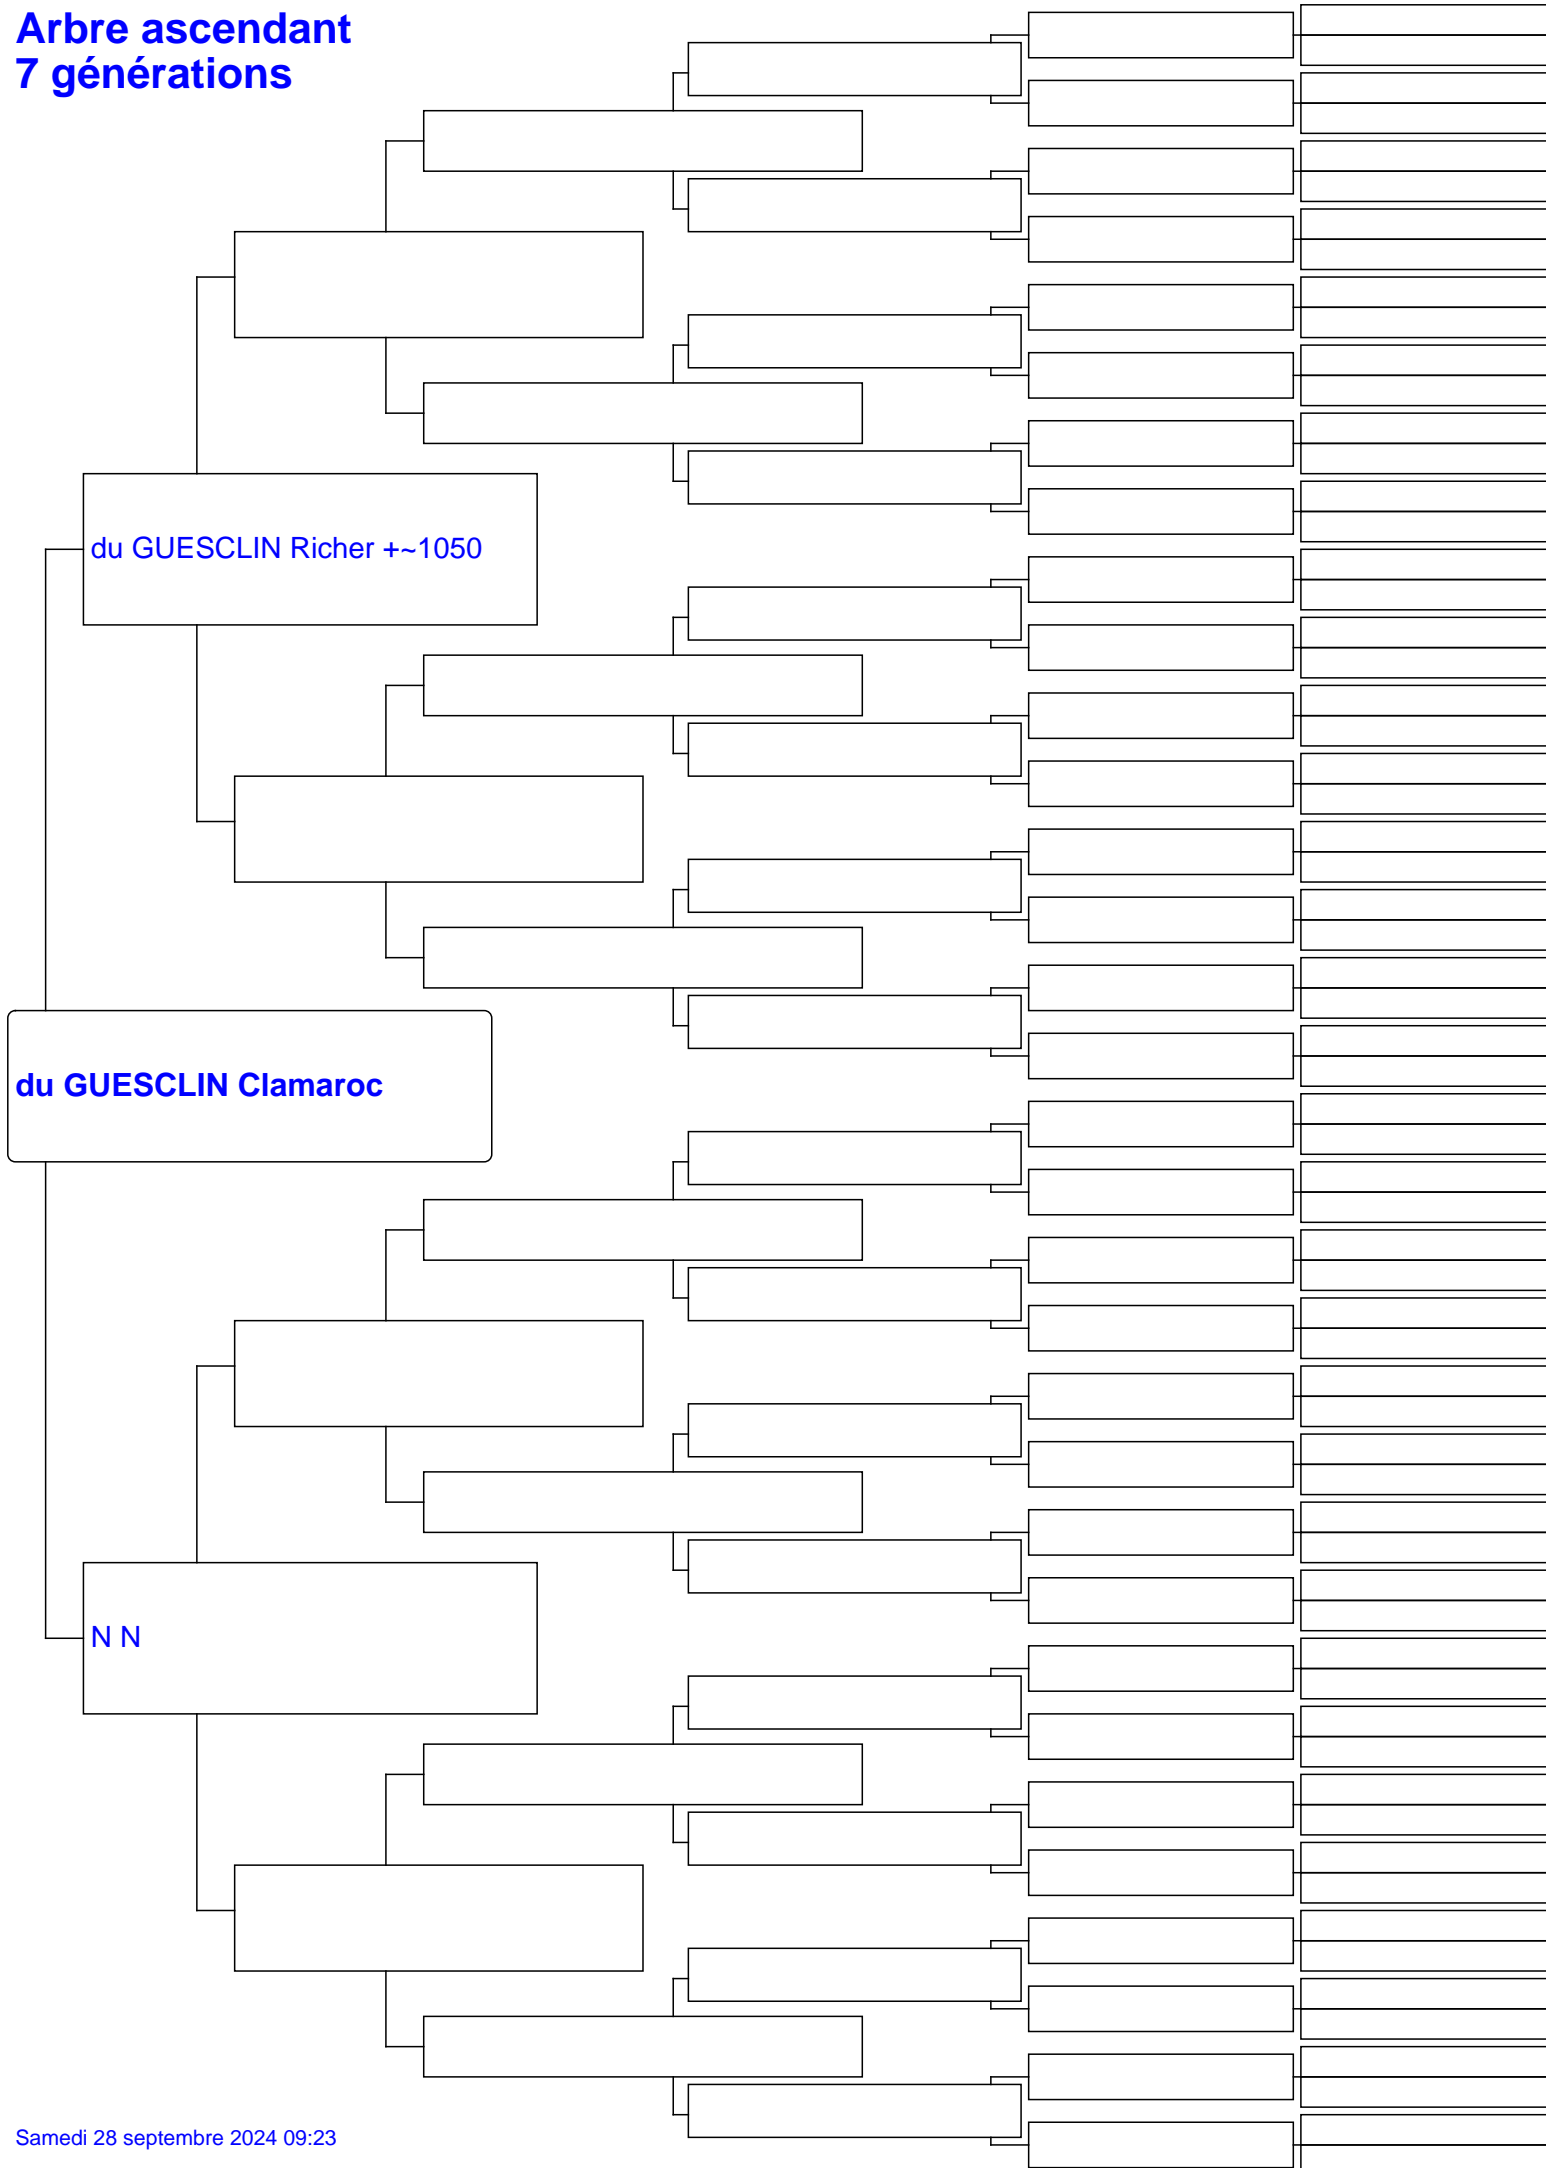 Arbre ascendant
7 générations
du GUESCLIN Richer +~1050
du GUESCLIN Clamaroc
N N
Samedi 28 septembre 2024 09:23